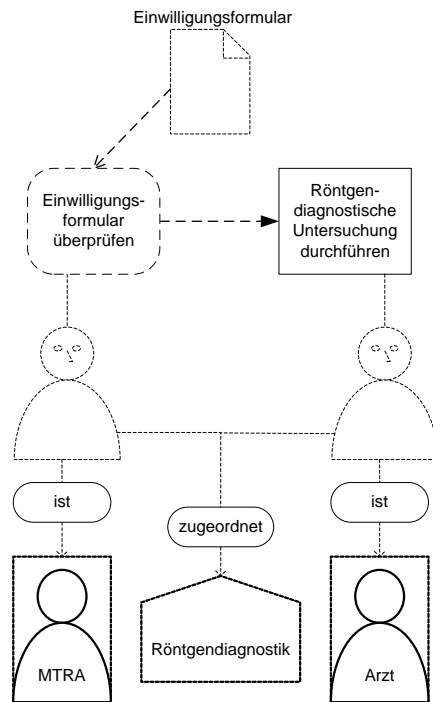 Einwilligungsformular
Einwilligungs-
formular
überprüfen
Röntgen-
diagnostische
Untersuchung
durchführen
ist
zugeordnet
ist
MTRA
Röntgendiagnostik
Arzt